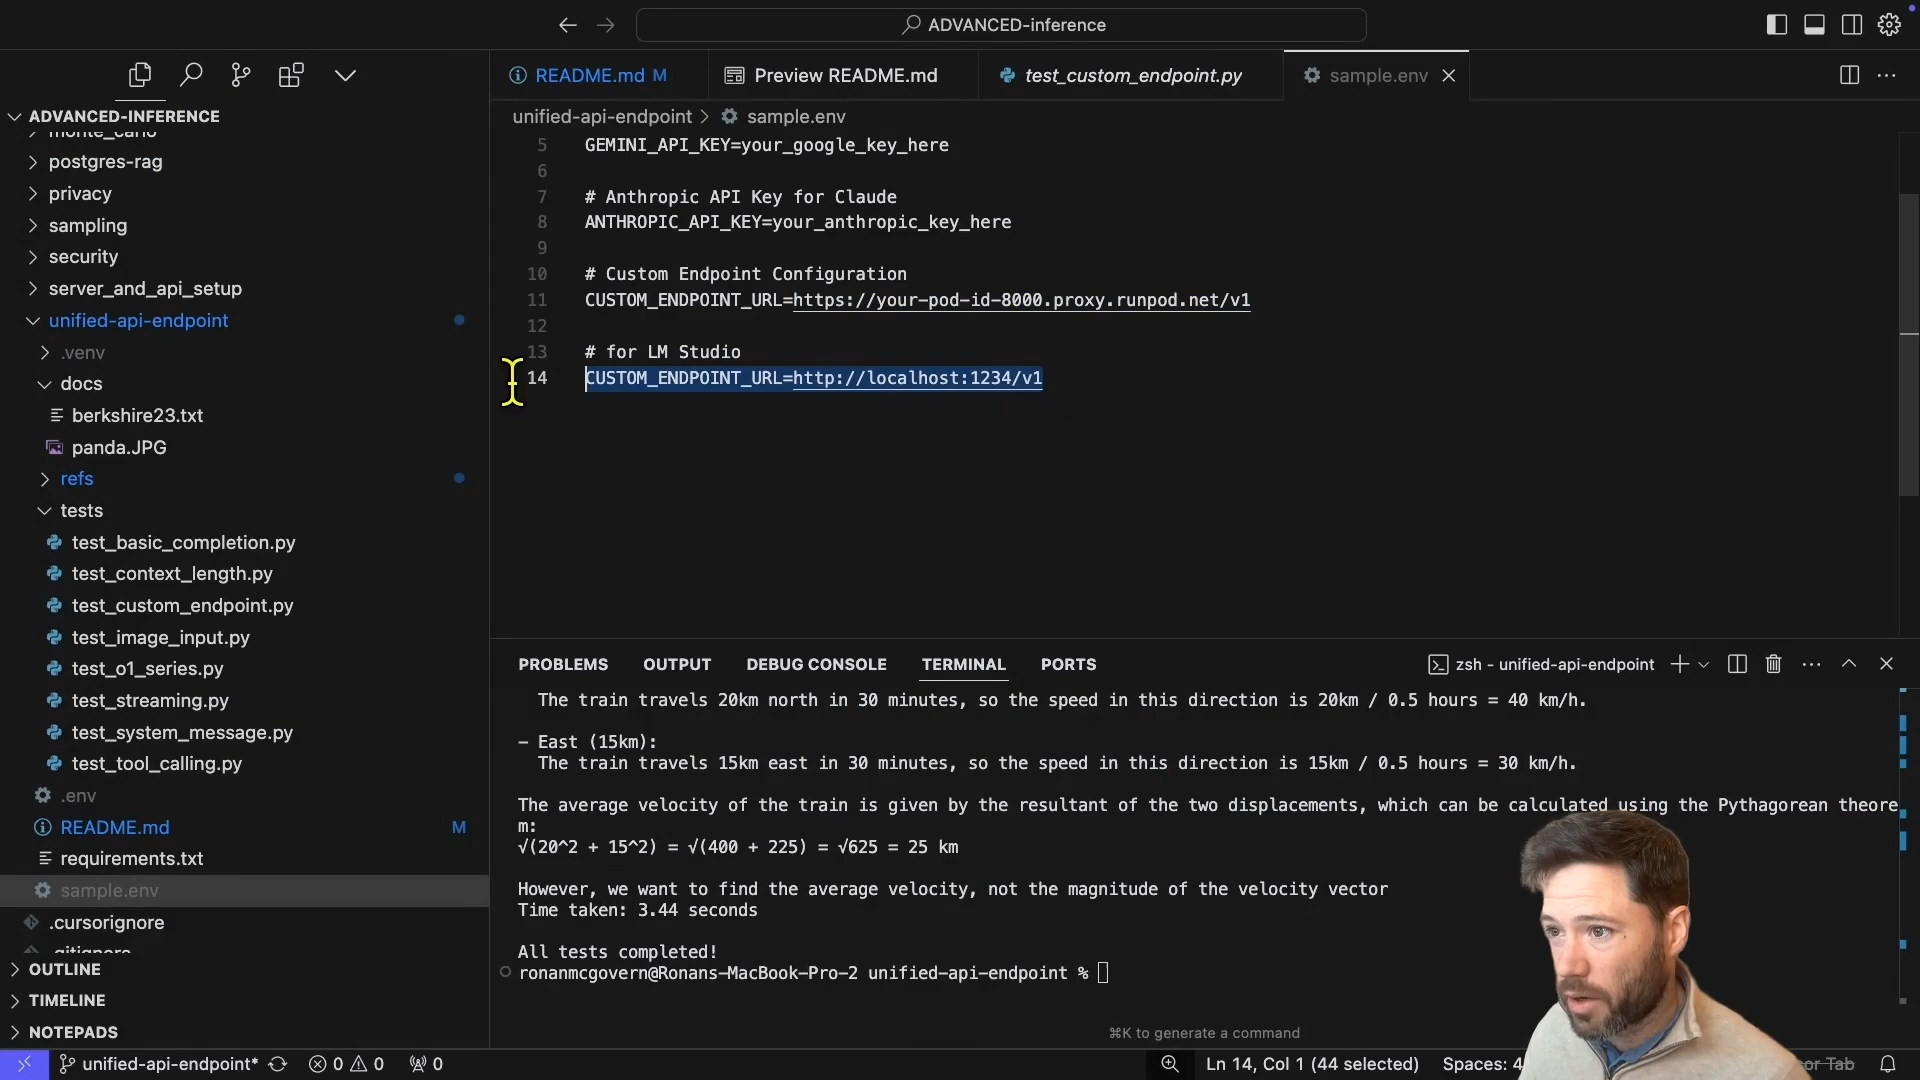 ADVANCED-inference
README.md M
Preview README.md
test_custom_endpoint.py
sample.env
ADVANCED-INFERENCE
unified-api-endpoint > sample.env
monte_carlo
postgres-rag
privacy
sampling
security
server_and_api_setup
unified-api-endpoint
.venv
docs
berkshire23.txt
panda.JPG
refs
tests
test_basic_completion.py
test_context_length.py
test_custom_endpoint.py
test_image_input.py
test_o1_series.py
test_streaming.py
test_system_message.py
test_tool_calling.py
.env
README.md M
requirements.txt
sample.env
.cursorignore
.gitignore
OUTLINE
TIMELINE
NOTEPADS
5 GEMINI_API_KEY=your_google_key_here
6
7 # Anthropic API Key for Claude
8 ANTHROPIC_API_KEY=your_anthropic_key_here
9
10 # Custom Endpoint Configuration
11 CUSTOM_ENDPOINT_URL=https://your-pod-id-8000.proxy.runpod.net/v1
12
13 # for LM Studio
14 CUSTOM_ENDPOINT_URL=http://localhost:1234/v1
PROBLEMS OUTPUT DEBUG CONSOLE TERMINAL PORTS
zsh - unified-api-endpoint
The train travels 20km north in 30 minutes, so the speed in this direction is 20km / 0.5 hours = 40 km/h.
– East (15km):
The train travels 15km east in 30 minutes, so the speed in this direction is 15km / 0.5 hours = 30 km/h.
The average velocity of the train is given by the resultant of the two displacements, which can be calculated using the Pythagorean theore
m:
√(20^2 + 15^2) = √(400 + 225) = √625 = 25 km
However, we want to find the average velocity, not the magnitude of the velocity vector
Time taken: 3.44 seconds
All tests completed!
ronanmcgovern@Ronans-MacBook-Pro-2 unified-api-endpoint %
⌘K to generate a command
unified-api-endpoint* 0 0 0
Ln 14, Col 1 (44 selected) Spaces: 4
or Tab